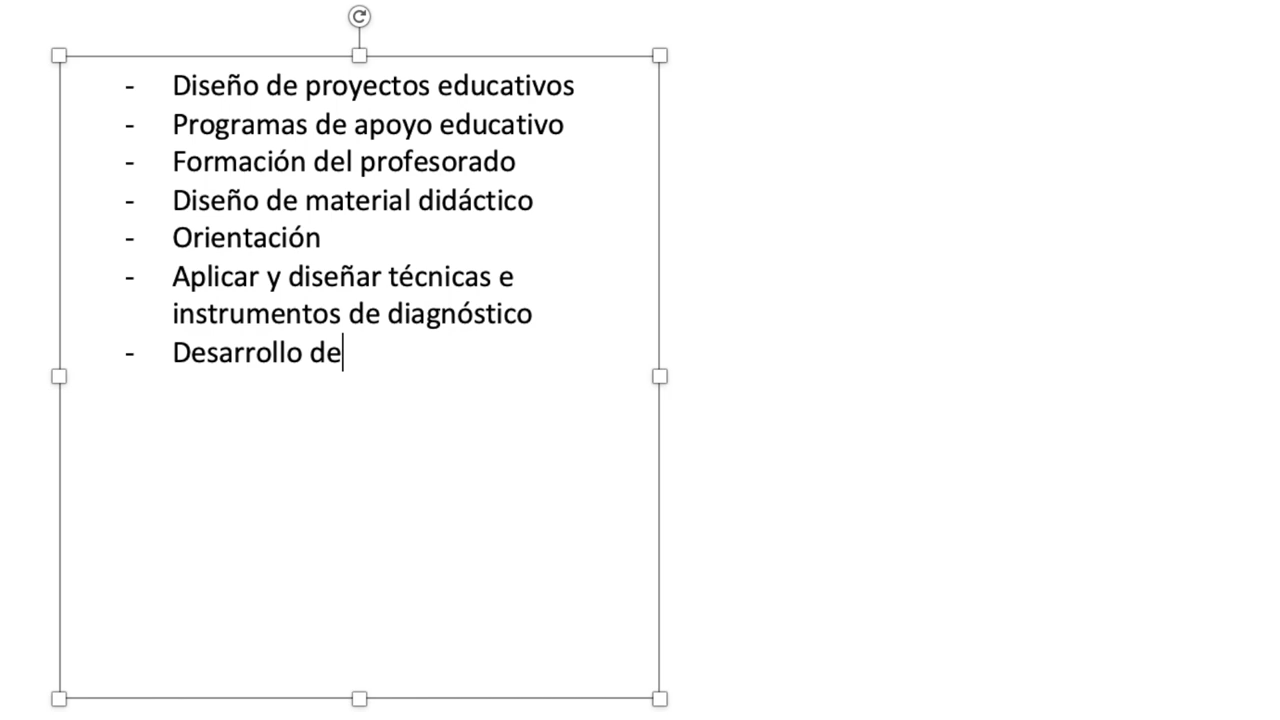 - Diseño de proyectos educativos
- Programas de apoyo educativo
- Formación del profesorado
- Diseño de material didáctico
- Orientación
- Aplicar y diseñar técnicas e
instrumentos de diagnóstico
- Desarrollo de